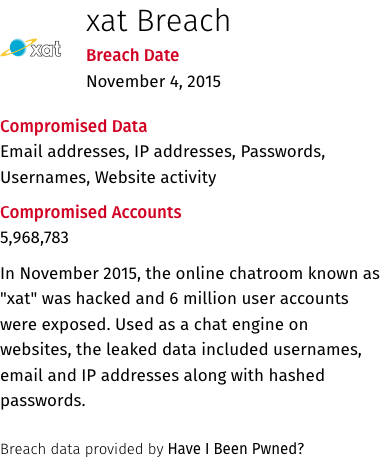 xat Breach
xat
Breach Date
November 4, 2015
Compromised Data
Email addresses, IP addresses, Passwords,
Usernames, Website activity
Compromised Accounts
5,968,783
In November 2015, the online chatroom known as
"xat" was hacked and 6 million user accounts
were exposed. Used as a chat engine on
websites, the leaked data included usernames,
email and IP addresses along with hashed
passwords.
Breach data provided by Have I Been Pwned?